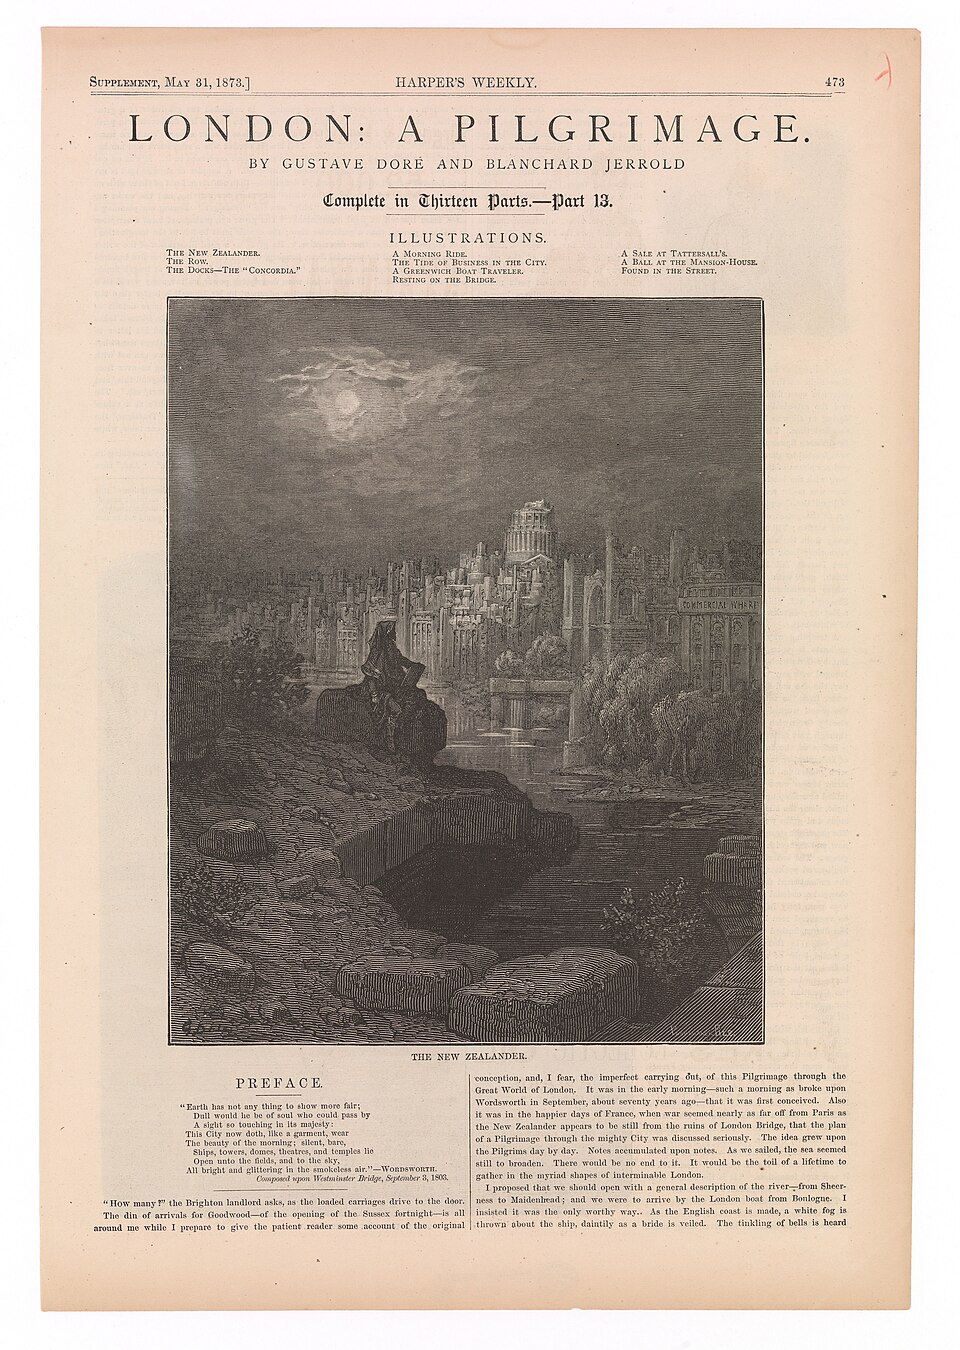 Supplement, May 31, 1873.]
HARPER'S WEEKLY.
473
LONDON: A PILGRIMAGE.
BY GUSTAVE DORÉ AND BLANCHARD JERROLD
Complete in Thirteen Parts.—Part 13.
ILLUSTRATIONS.
The New Zealander.
The Row.
The Docks—The "Concordia."
A Morning Ride.
The Tide of Business in the City.
A Greenwich Boat Traveler.
Resting on the Bridge.
A Sale at Tattersall's.
A Ball at the Mansion-House.
Found in the Street.
COMMERCIAL WHARF
THE NEW ZEALANDER.
PREFACE.
"Earth has not any thing to show more fair;
Dull would he be of soul who could pass by
A sight so touching in its majesty:
This City now doth, like a garment, wear
The beauty of the morning; silent, bare,
Ships, towers, domes, theatres, and temples lie
Open unto the fields, and to the sky,
All bright and glittering in the smokeless air."—Wordsworth.
Composed upon Westminster Bridge, September 3, 1803.
"How many?" the Brighton landlord asks, as the loaded carriages drive to the door.
The din of arrivals for Goodwood—of the opening of the Sussex fortnight—is all
around me while I prepare to give the patient reader some account of the original
conception, and, I fear, the imperfect carrying out, of this Pilgrimage through the
Great World of London. It was in the early morning—such a morning as broke upon
Wordsworth in September, about seventy years ago—that it was first conceived. Also
it was in the happier days of France, when war seemed nearly as far off from Paris as
the New Zealander appears to be still from the ruins of London Bridge, that the plan
of a Pilgrimage through the mighty City was discussed seriously. The idea grew upon
the Pilgrims day by day. Notes accumulated upon notes. As we sailed, the sea seemed
still to broaden. There would be no end to it. It would be the toil of a lifetime to
gather in the myriad shapes of interminable London.
I proposed that we should open with a general description of the river—from Sheer-
ness to Maidenhead; and we were to arrive by the London boat from Boulogne. I
insisted it was the only worthy way.. As the English coast is made, a white fog is
thrown about the ship, daintily as a bride is veiled. The tinkling of bells is heard